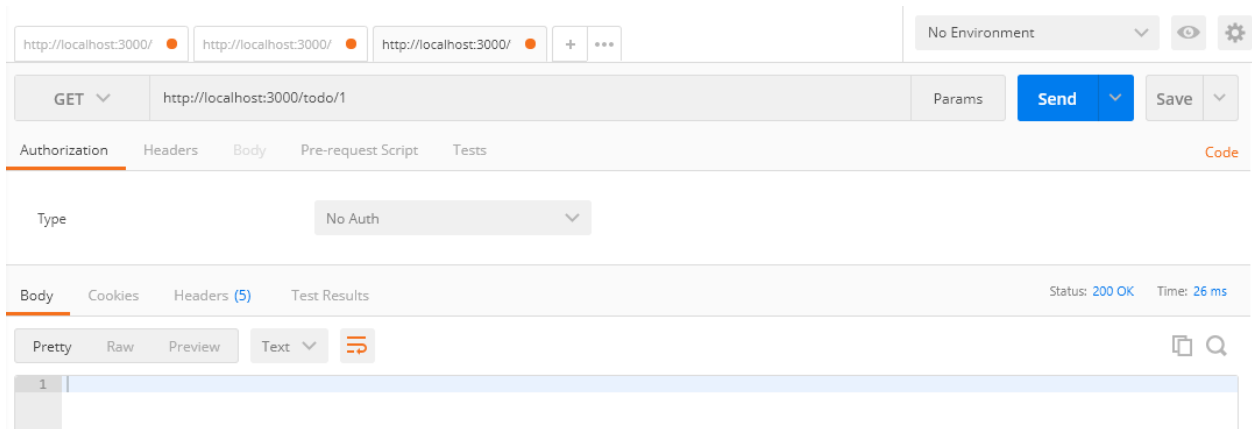 http://localhost:3000/ http://localhost:3000/ http://localhost:3000/ + ••• No Environment
GET http://localhost:3000/todo/1 Params Send Save
Authorization Headers Body Pre-request Script Tests Code
Type No Auth
Body Cookies Headers (5) Test Results Status: 200 OK Time: 26 ms
Pretty Raw Preview Text
1